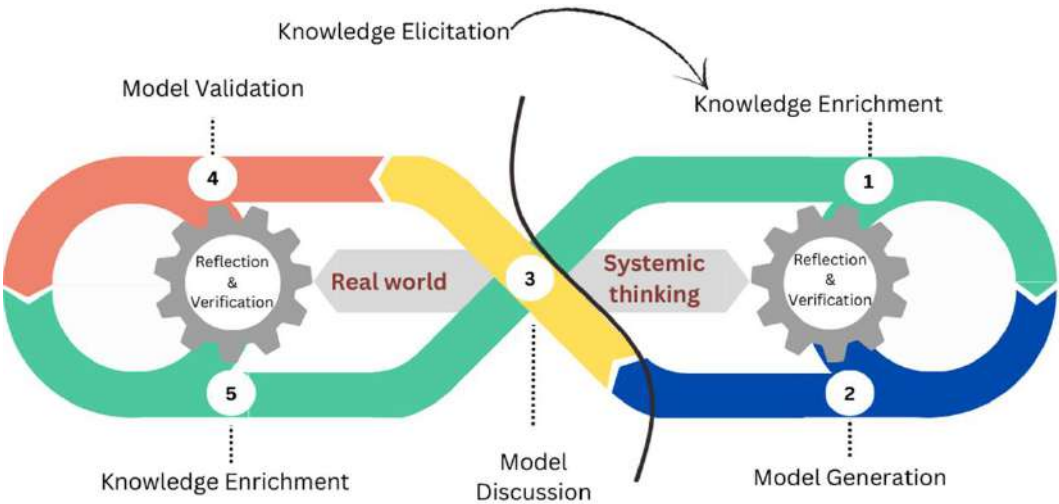 Knowledge Elicitation
Model Validation
Knowledge Enrichment
4
1
Reflection
&
Verification
Real world
3
Systemic
thinking
Reflection
&
Verification
5
2
Knowledge Enrichment
Model
Discussion
Model Generation